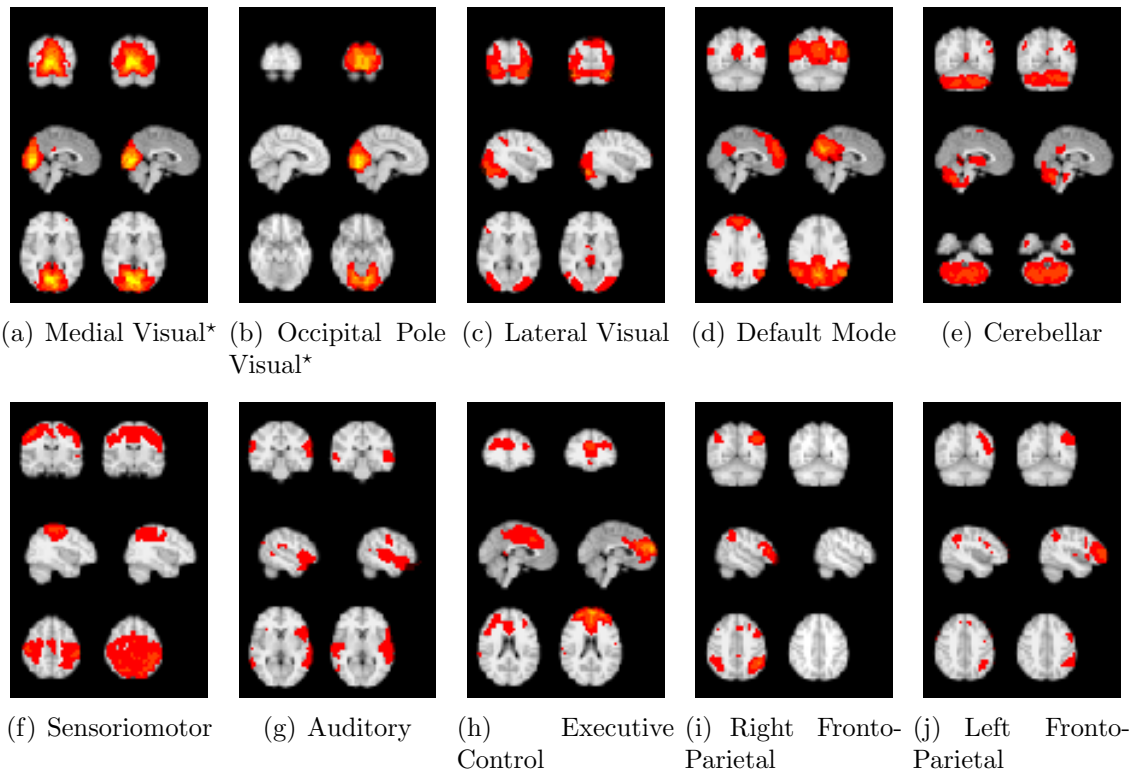 (a) Medial Visual⋆
(b) Occipital Pole
Visual⋆
(c) Lateral Visual
(d) Default Mode
(e) Cerebellar
(f) Sensoriomotor
(g) Auditory
(h) Executive
Control
(i) Right Fronto-
Parietal
(j) Left Fronto-
Parietal